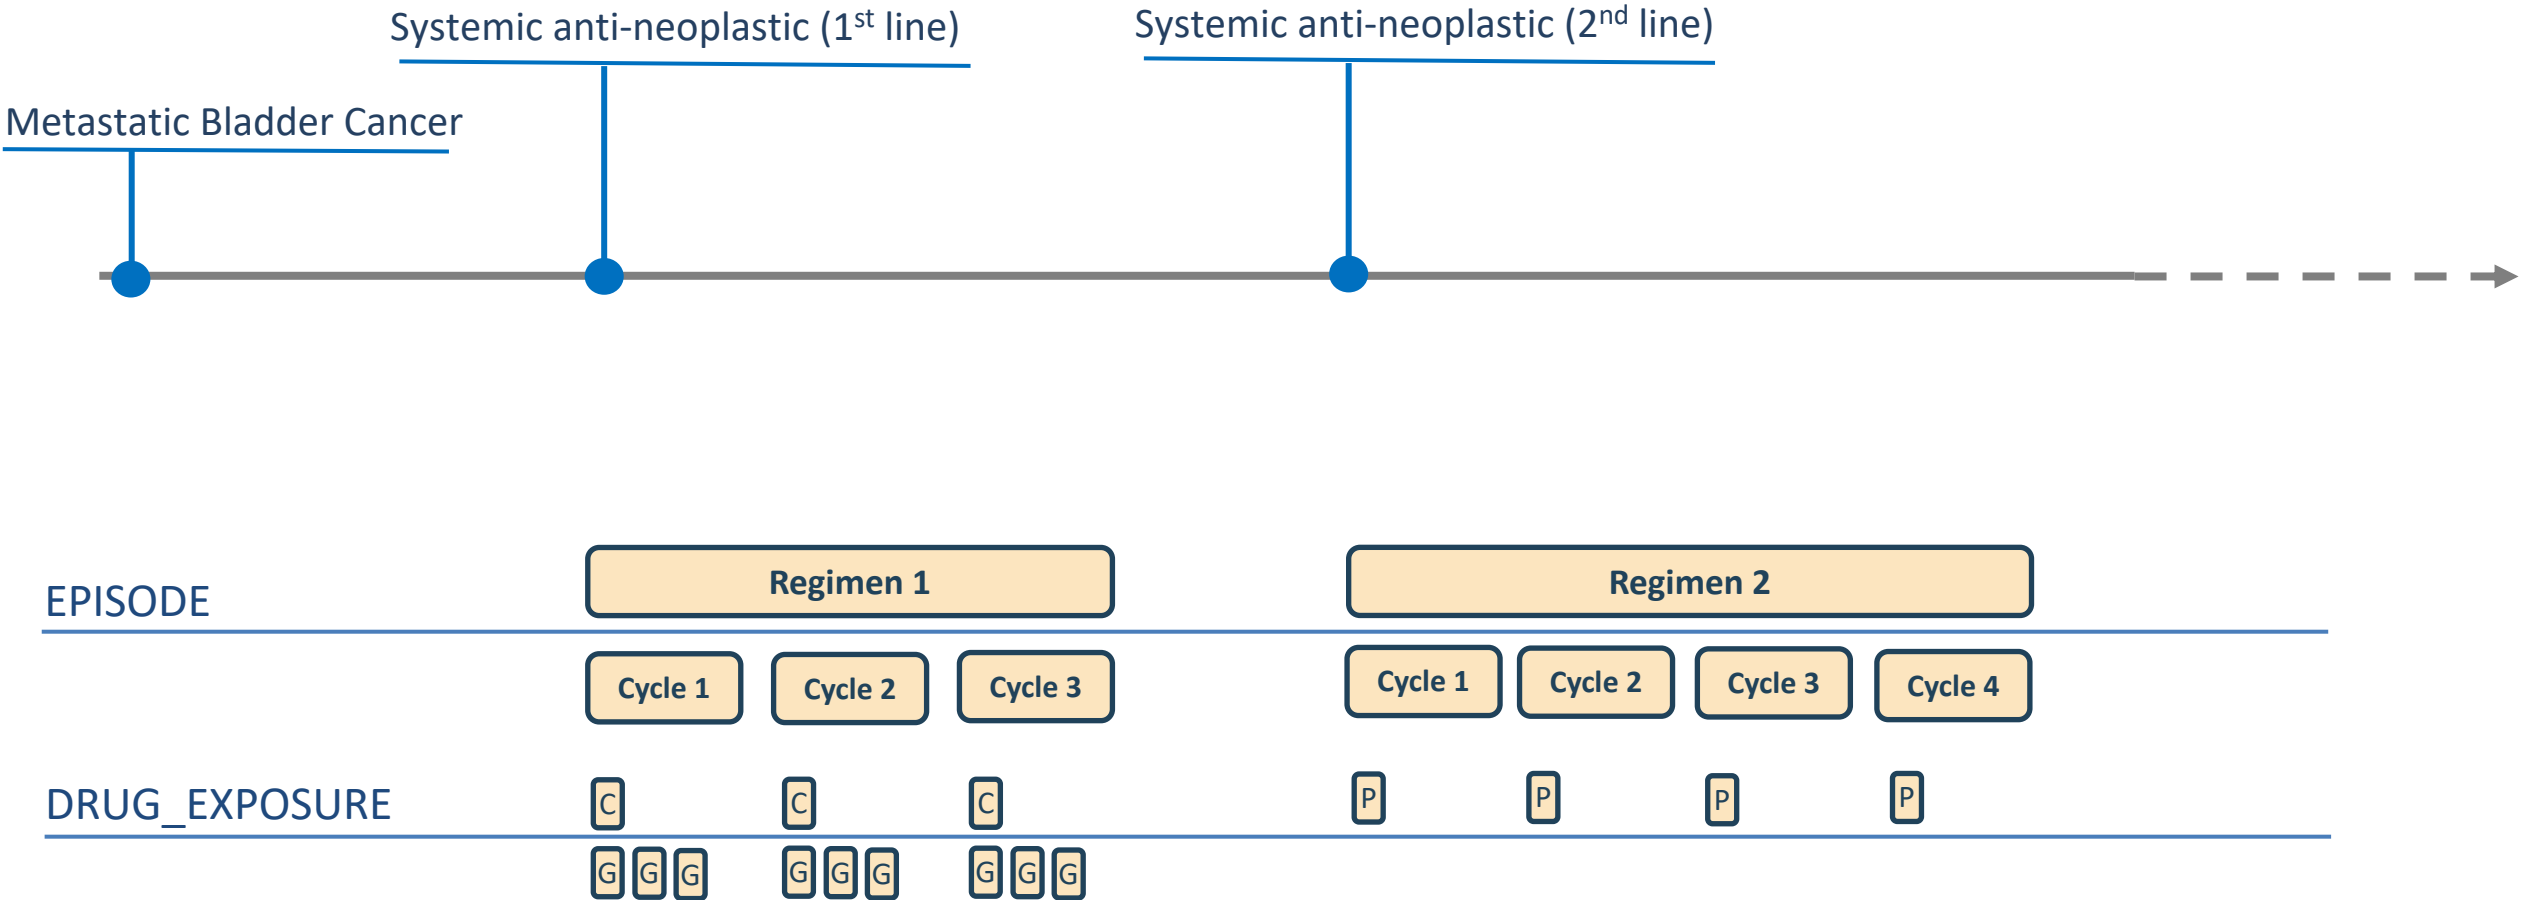 Systemic anti-neoplastic (1st line)
Systemic anti-neoplastic (2nd line)
Metastatic Bladder Cancer
EPISODE
Regimen 1
Regimen 2
Cycle 1
Cycle 2
Cycle 3
Cycle 1
Cycle 2
Cycle 3
Cycle 4
DRUG_EXPOSURE
C
C
C
P
P
P
P
G G G
G G G
G G G